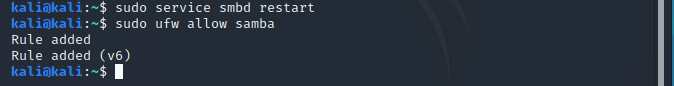 kali@kali:~$ sudo service smbd restart
kali@kali:~$ sudo ufw allow samba
Rule added
Rule added (v6)
kali@kali:~$